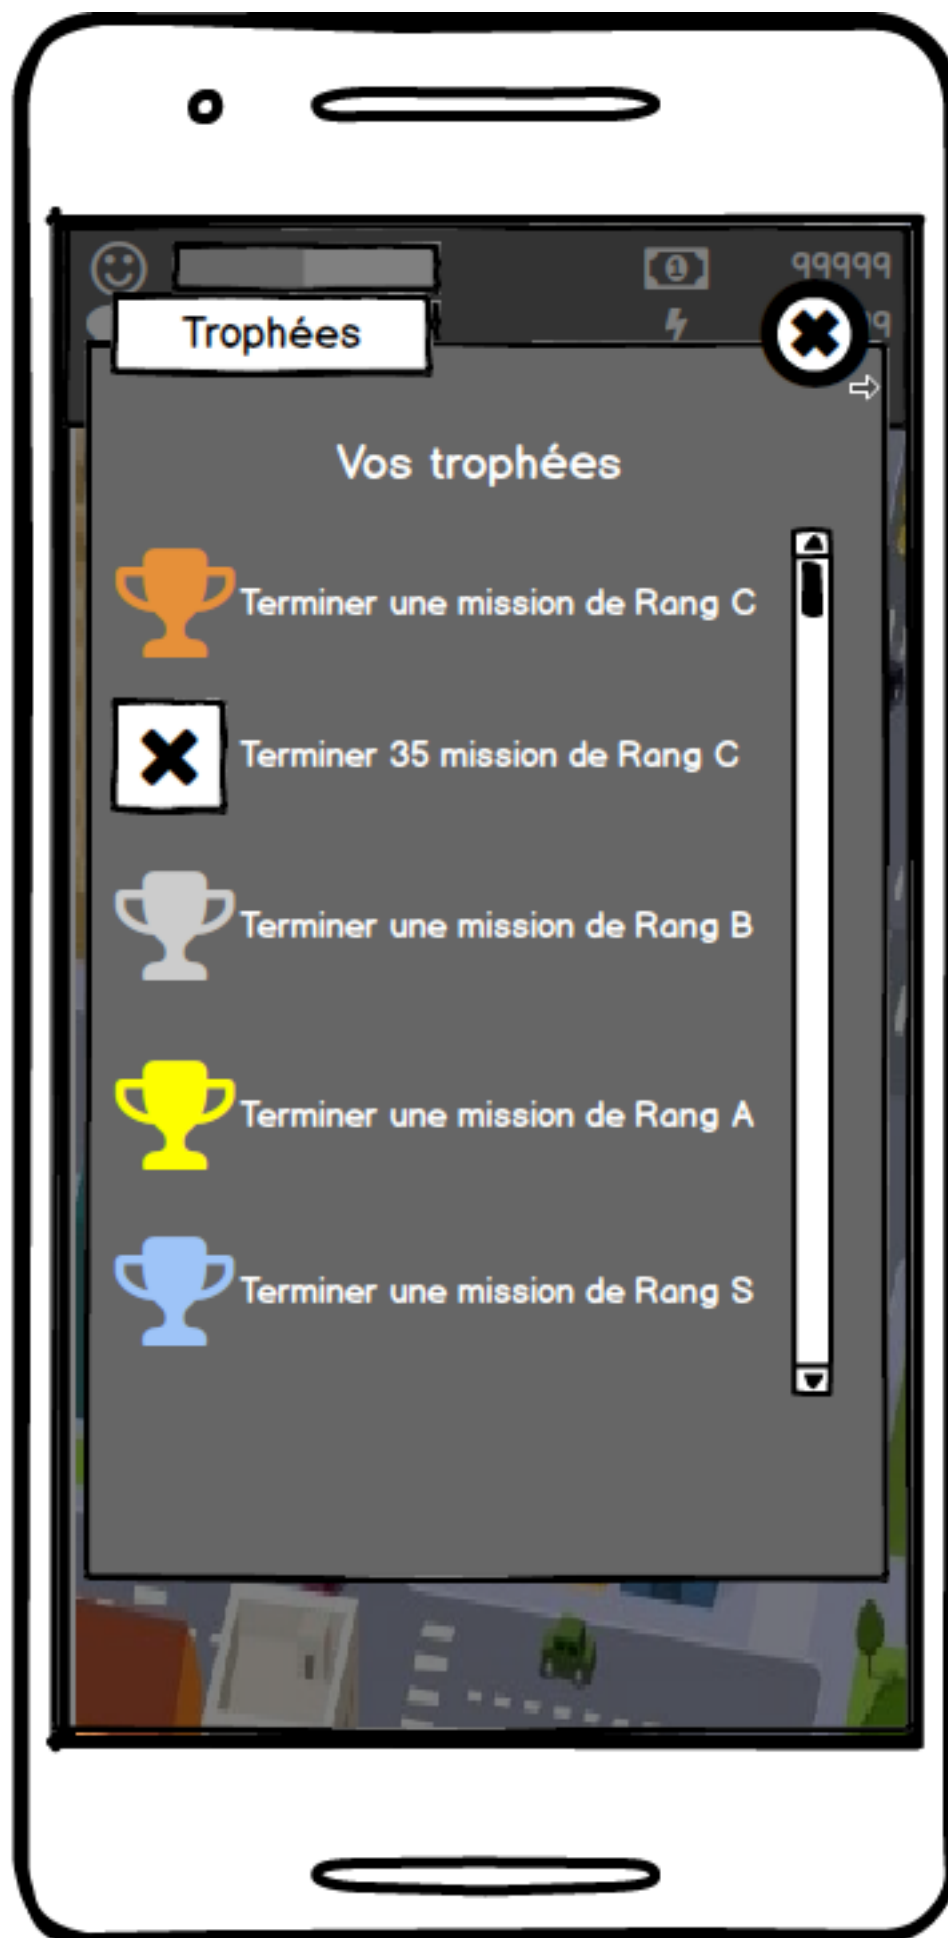 99999
Trophées
Vos trophées
Terminer une mission de Rang C
Terminer 35 mission de Rang C
Terminer une mission de Rang B
Terminer une mission de Rang A
Terminer une mission de Rang S